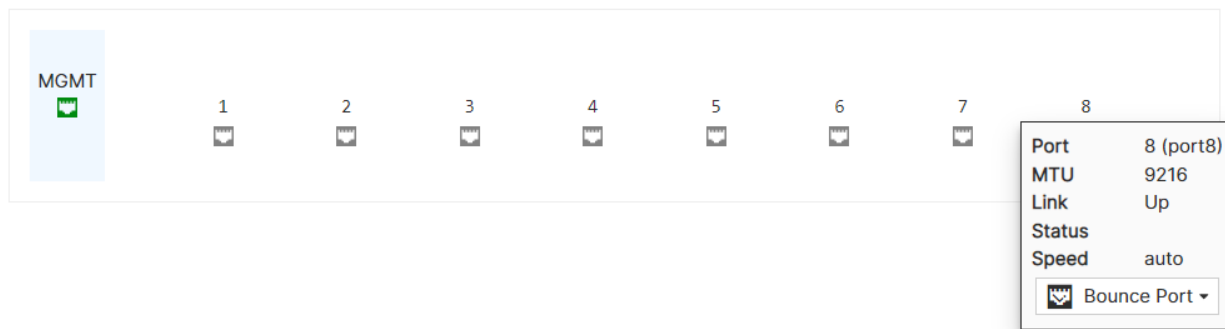 MGMT
1 2 3 4 5 6 7 8
Port 8 (port8)
MTU 9216
Link Up
Status
Speed auto
Bounce Port